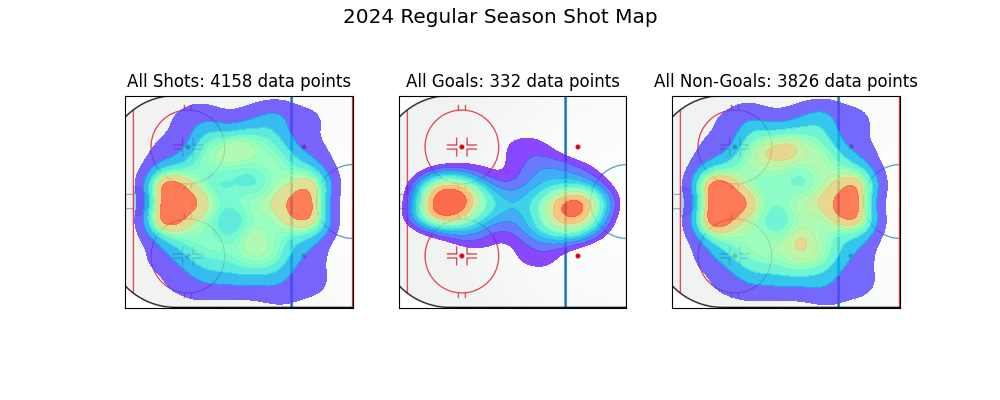 2024 Regular Season Shot Map
All Shots: 4158 data points
All Goals: 332 data points
All Non-Goals: 3826 data points